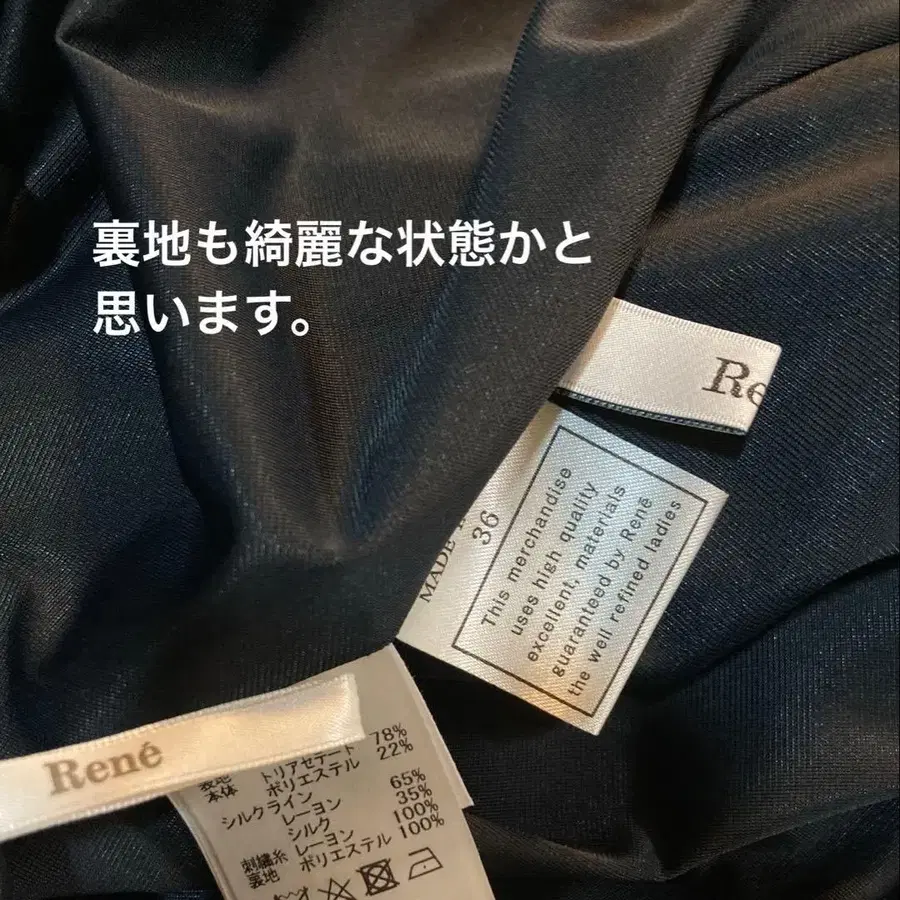 裏地も綺麗な状態かと
思います。
Re
MADE
36
This merchandise
uses high quality
excellent, materials
guaranteed by René
the well refined ladies
René
トリアセテート 78%
本体 ポリエステル 22%
シルクライン
レーヨン 65%
シルク 35%
レーヨン 100%
刺繍糸
裏地 ポリエステル 100%